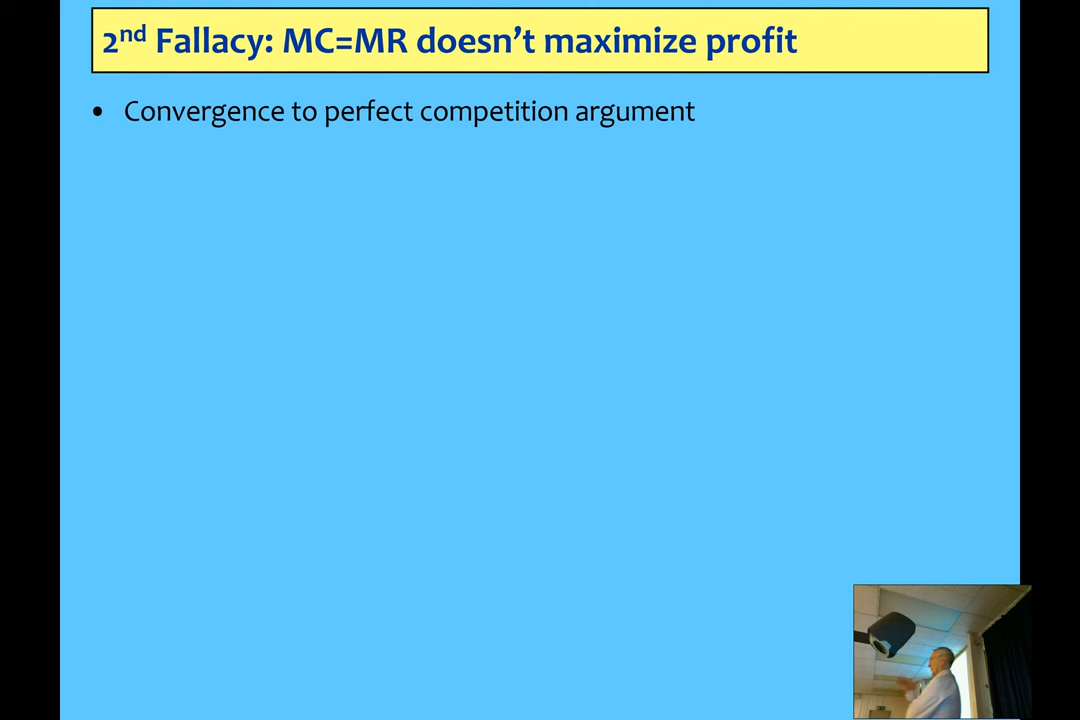 2nd Fallacy: MC=MR doesn’t maximize profit
• Convergence to perfect competition argument